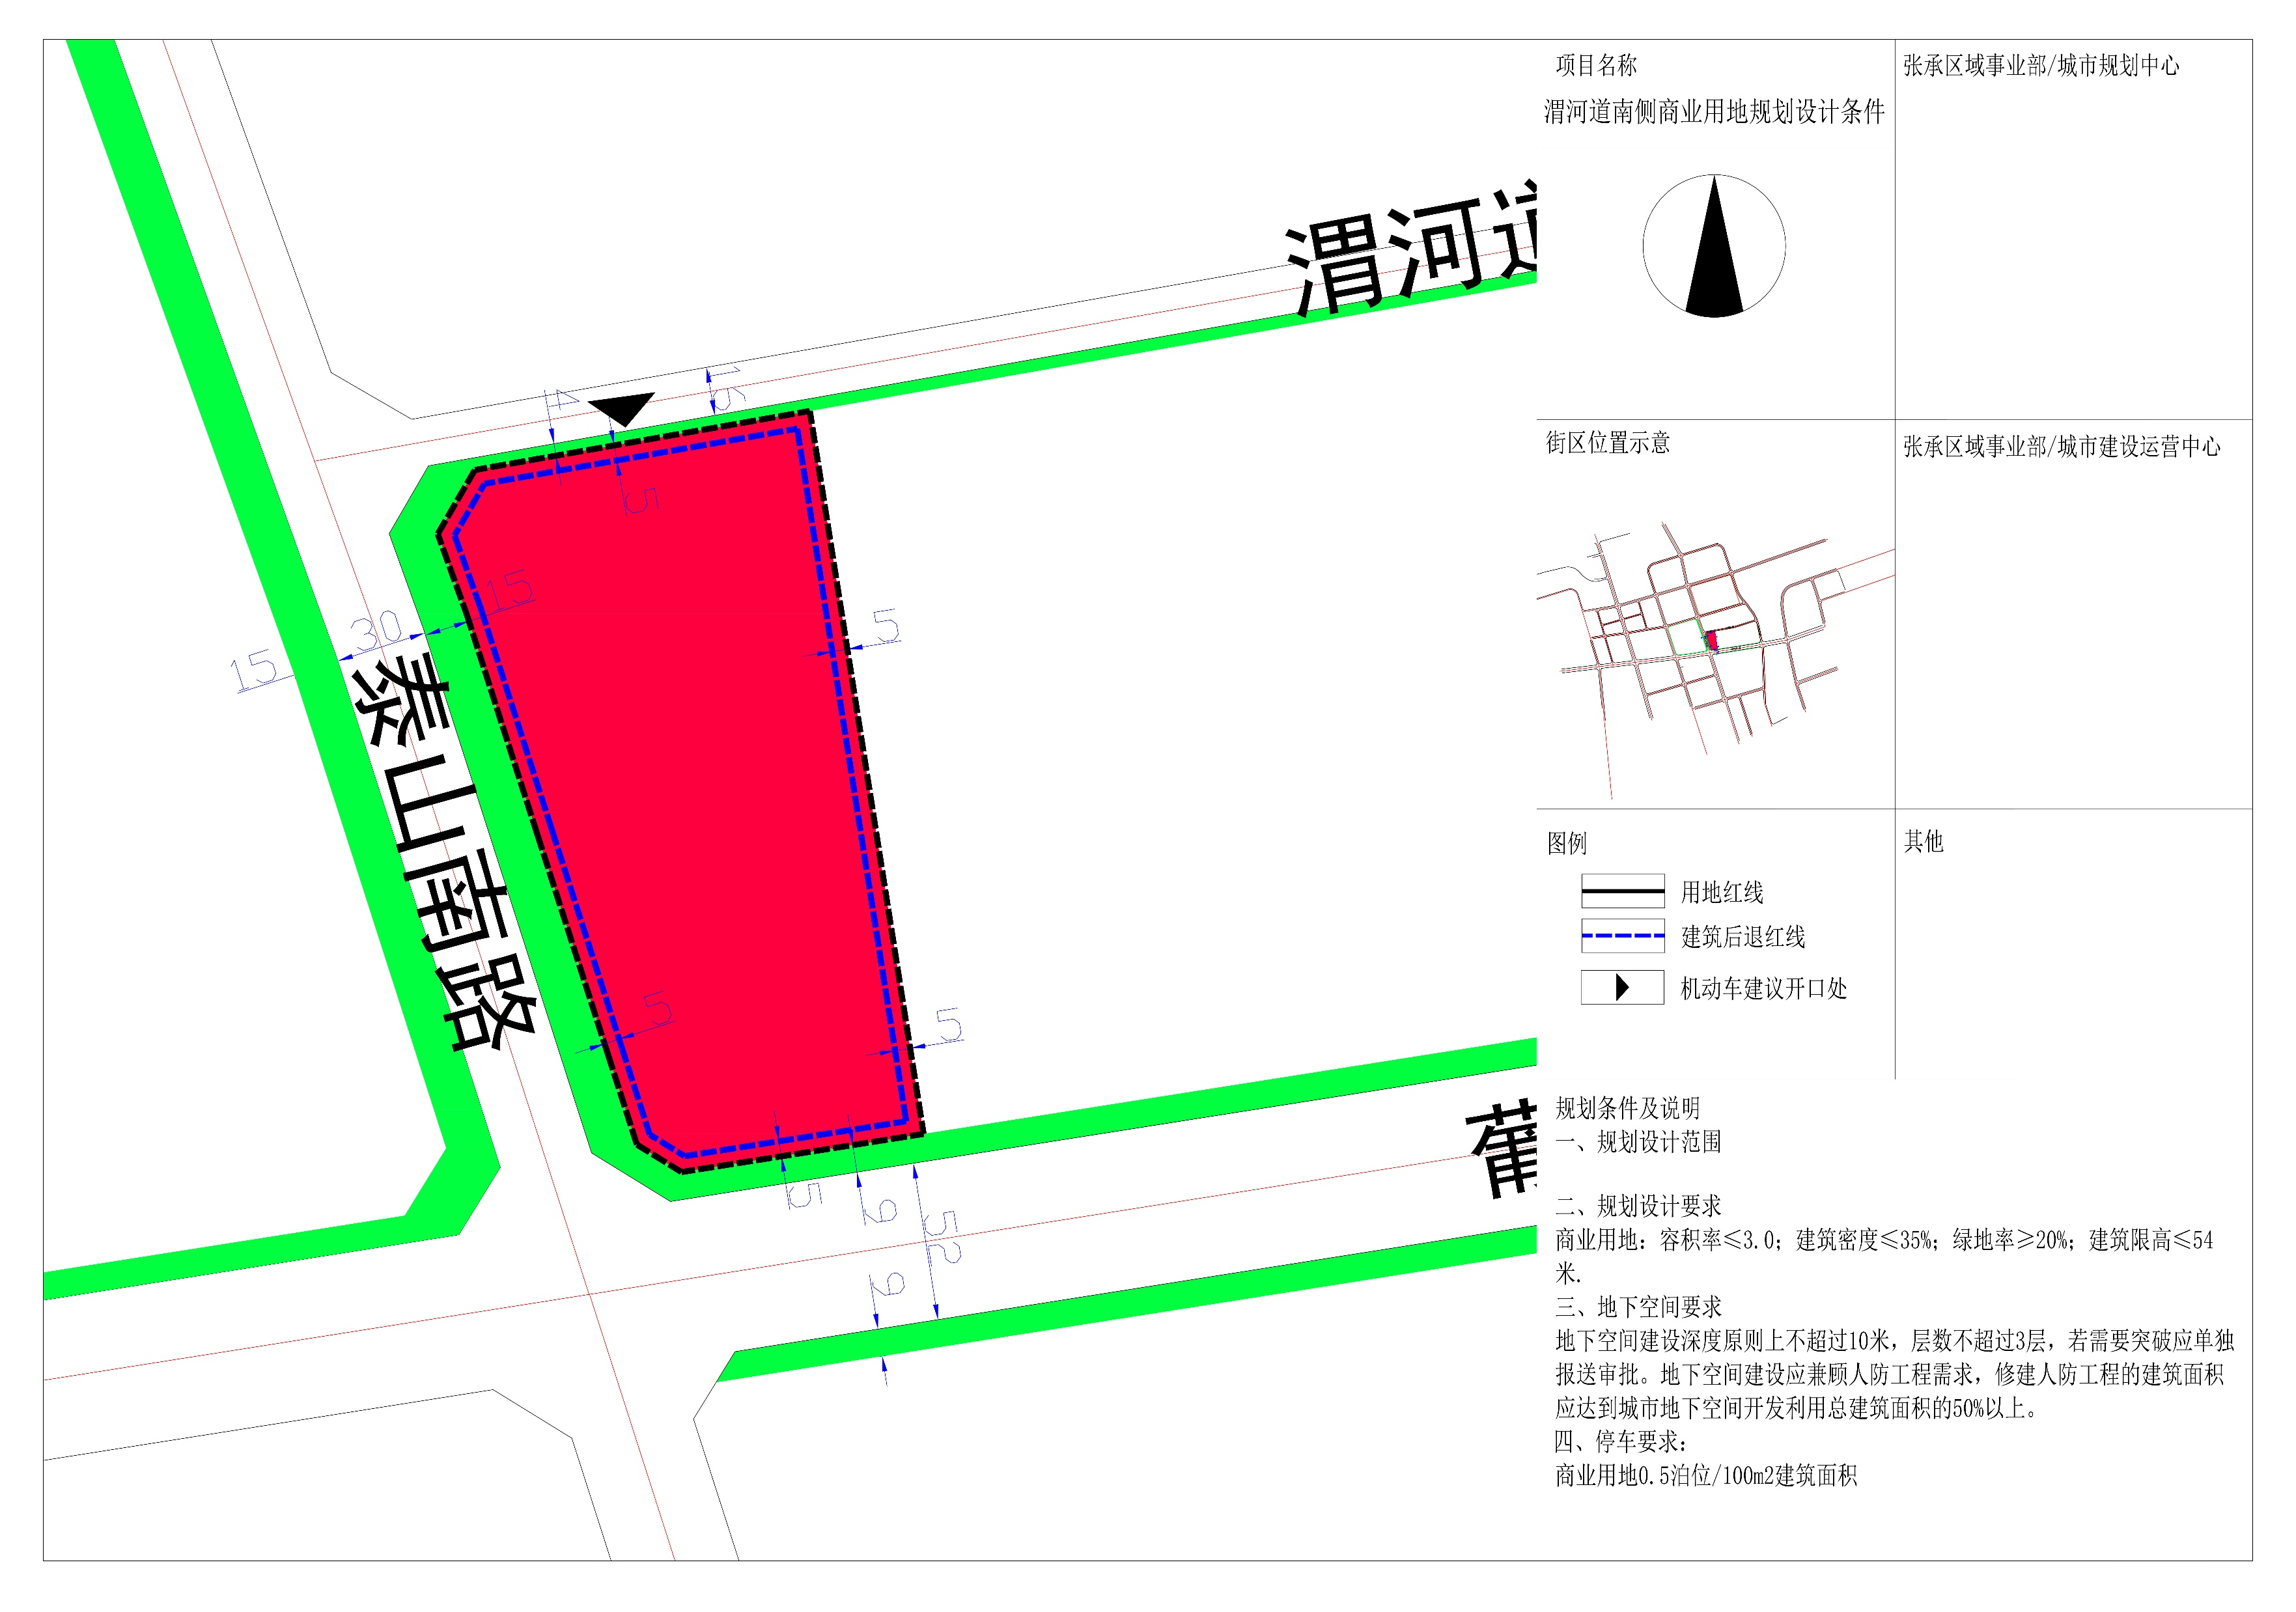 项目名称
渭河道南侧商业用地规划设计条件
张承区域事业部/城市规划中心
街区位置示意
张承区域事业部/城市建设运营中心
图例
用地红线
建筑后退红线
机动车建议开口处
其他
规划条件及说明
一、规划设计范围
二、规划设计要求
商业用地：容积率≤3.0；建筑密度≤35%；绿地率≥20%；建筑限高≤54
米.
三、地下空间要求
地下空间建设深度原则上不超过10米，层数不超过3层，若需要突破应单独
报送审批。地下空间建设应兼顾人防工程需求，修建人防工程的建筑面积
应达到城市地下空间开发利用总建筑面积的50%以上。
四、停车要求：
商业用地0.5泊位/100m2建筑面积
渭河道
泰山南路
4
15
5
15
30
15
5
5
5
5
9
52
9